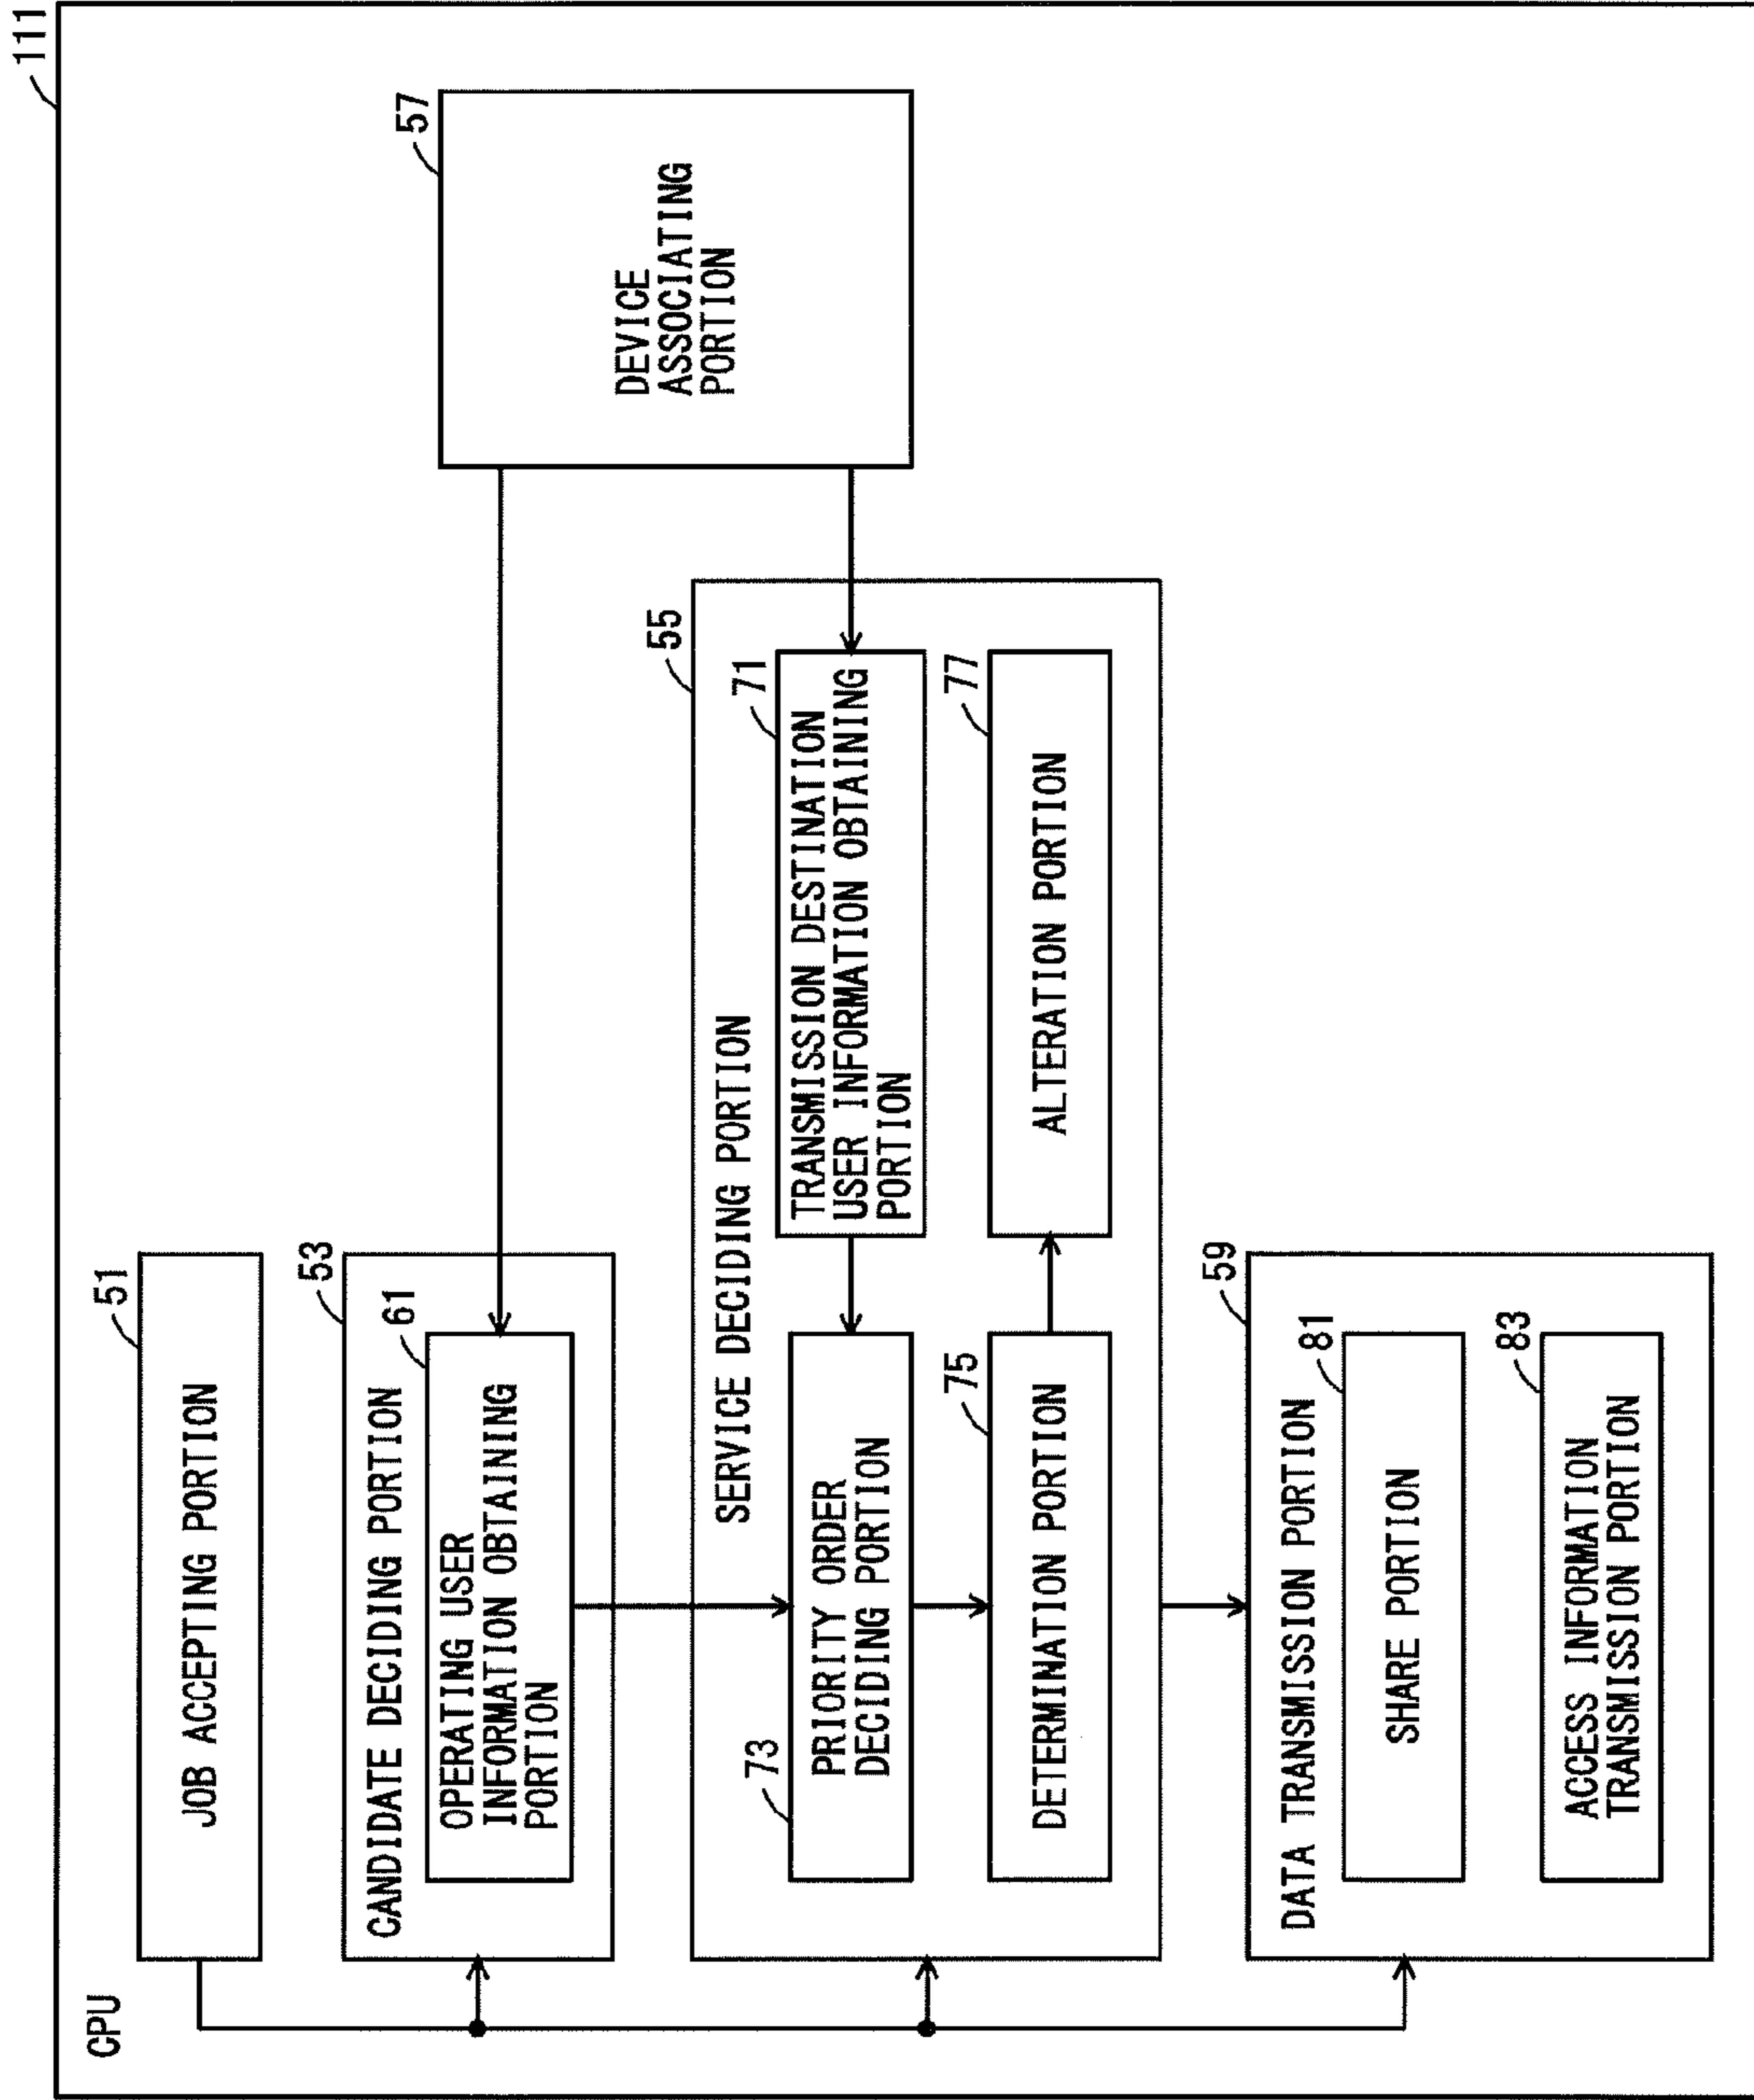 111
CPU
51
JOB ACCEPTING PORTION
53
CANDIDATE DECIDING PORTION
61
OPERATING USER
INFORMATION OBTAINING
PORTION
57
DEVICE
ASSOCIATING
PORTION
55
SERVICE DECIDING PORTION
73
PRIORITY ORDER
DECIDING PORTION
71
TRANSMISSION DESTINATION
USER INFORMATION OBTAINING
PORTION
75
DETERMINATION PORTION
77
ALTERATION PORTION
59
DATA TRANSMISSION PORTION
81
SHARE PORTION
83
ACCESS INFORMATION
TRANSMISSION PORTION